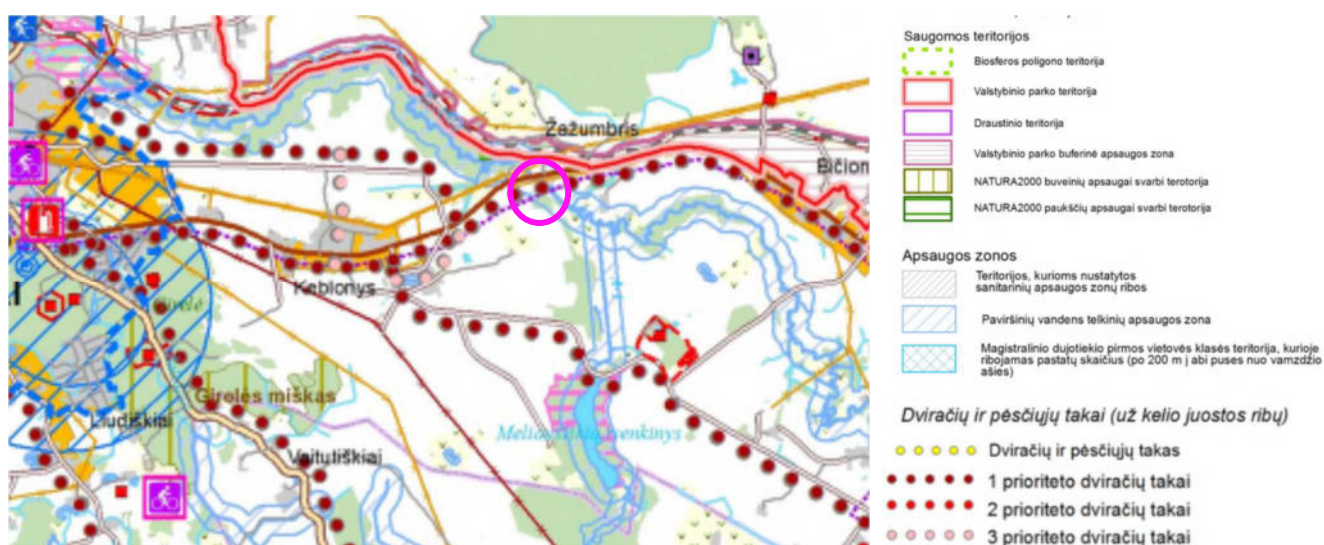 Žažumbris
Bičion
Keblonys
Girelė
Girelės miškas
Liudiškiai
Vaitutiškiai
Saugomos teritorijos
Biosferos poligono teritorija
Valstybinio parko teritorija
Draustinio teritorija
Valstybinio parko buferinė apsaugos zona
NATURA2000 buveinių apsaugai svarbi terotorija
NATURA2000 paukščių apsaugai svarbi terotorija
Apsaugos zonos
Teritorijos, kurioms nustatytos
sanitarinių apsaugos zonų ribos
Paviršinių vandens telkinių apsaugos zona
Magistralinio dujotiekio pirmos vietovės klasės teritorija, kurioje
ribojamas pastatų skaičius (po 200 m į abi puses nuo vamzdžio
ašies)
Dviračių ir pėsčiųjų takai (už kelio juostos ribų)
Dviračių ir pėsčiųjų takas
1 prioriteto dviračių takai
2 prioriteto dviračių takai
3 prioriteto dviračių takai